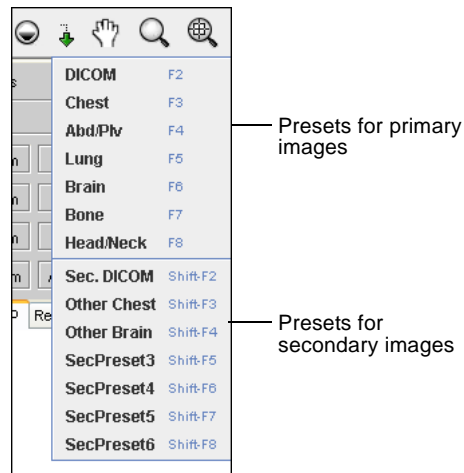 DICOM F2
Chest F3
Abd/Plv F4
Lung F5
Brain F6
Bone F7
Head/Neck F8
Sec. DICOM Shift-F2
Other Chest Shift-F3
Other Brain Shift-F4
SecPreset3 Shift-F5
SecPreset4 Shift-F6
SecPreset5 Shift-F7
SecPreset6 Shift-F8
Presets for primary
images
Presets for
secondary images
Re